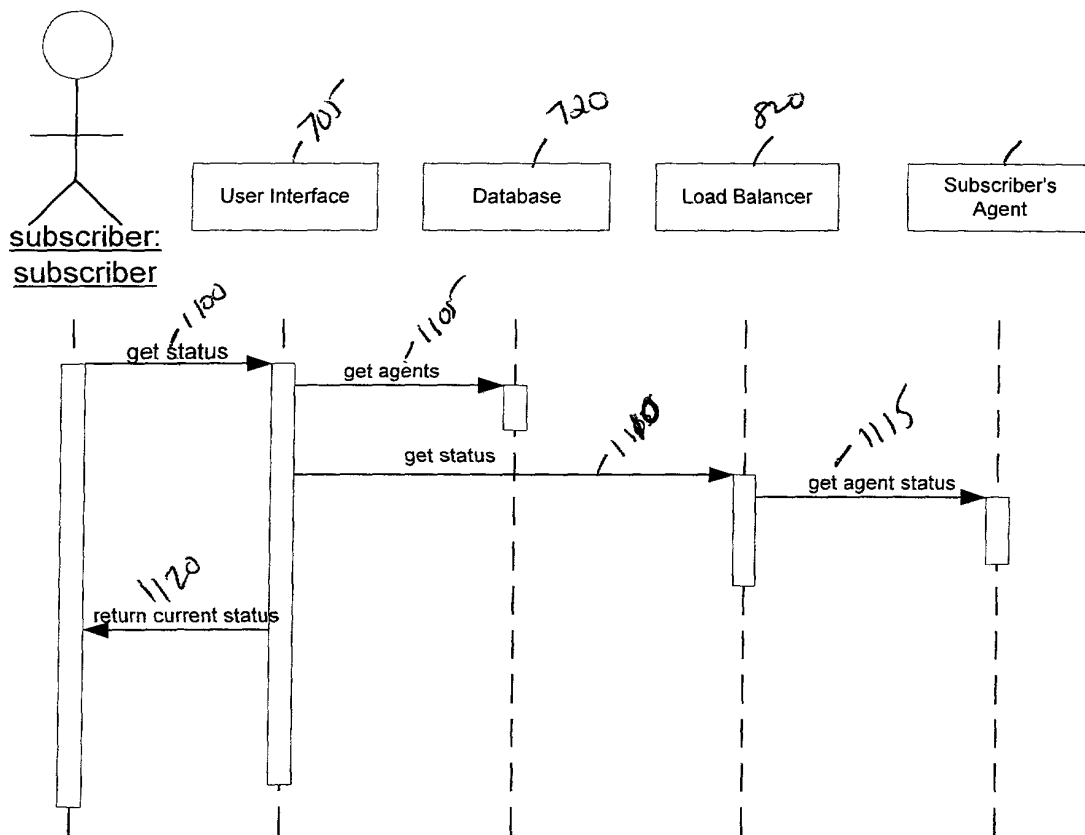 705
720
820
User Interface
Database
Load Balancer
Subscriber's
Agent
subscriber:
subscriber
1100
get status
1105
get agents
get status
1110
1115
get agent status
1120
return current status